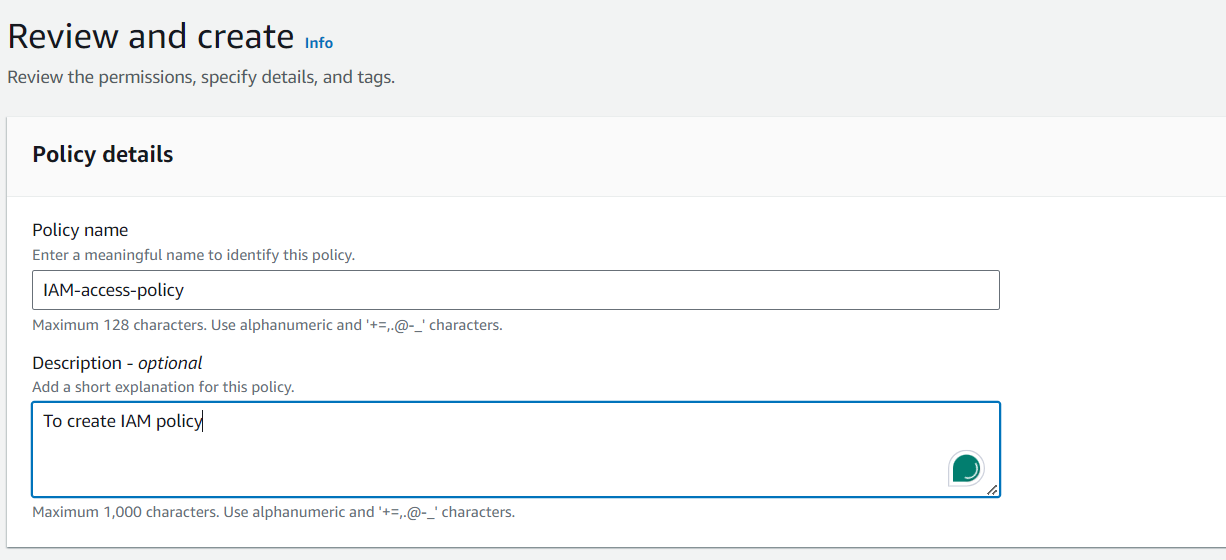 Review and create Info
Review the permissions, specify details, and tags.
Policy details
Policy name
Enter a meaningful name to identify this policy.
IAM-access-policy
Maximum 128 characters. Use alphanumeric and '+=,.@-_' characters.
Description - optional
Add a short explanation for this policy.
To create IAM policy
Maximum 1,000 characters. Use alphanumeric and '+=,.@-_' characters.